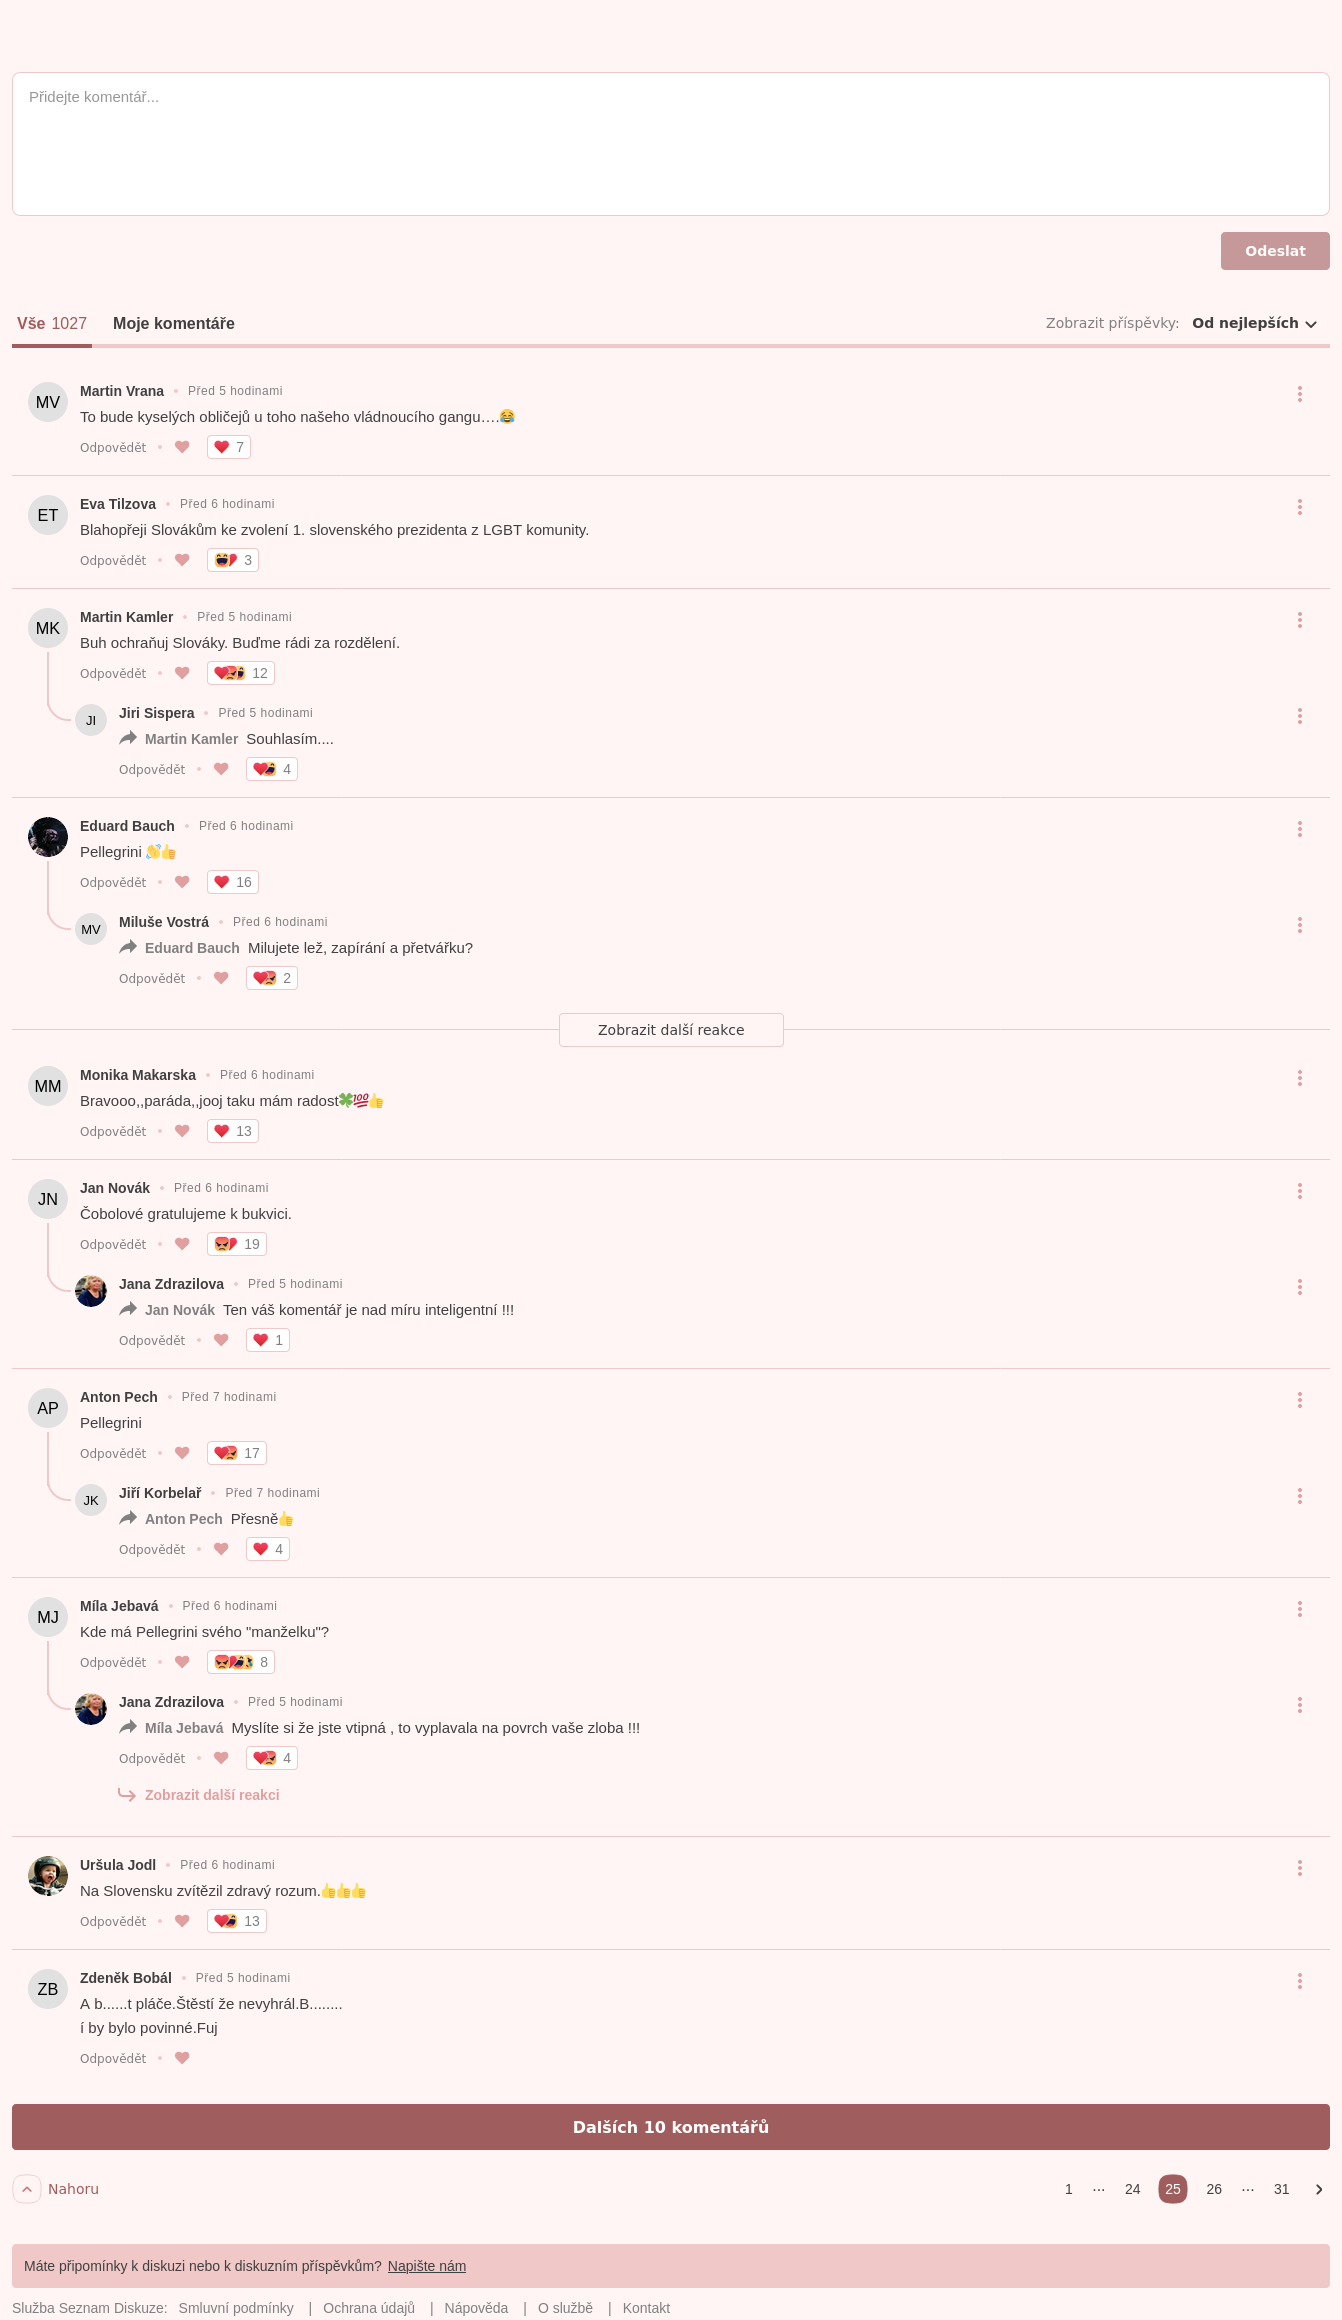 Přidejte komentář...
Odeslat
Vše 1027 Moje komentáře Zobrazit příspěvky: Od nejlepších
MV Martin Vrana • Před 5 hodinami
To bude kyselých obličejů u toho našeho vládnoucího gangu….😂
Odpovědět • 7
ET Eva Tilzova • Před 6 hodinami
Blahopřeji Slovákům ke zvolení 1. slovenského prezidenta z LGBT komunity.
Odpovědět • 3
MK Martin Kamler • Před 5 hodinami
Buh ochraňuj Slováky. Buďme rádi za rozdělení.
Odpovědět • 12
JI Jiri Sispera • Před 5 hodinami
Martin Kamler Souhlasím....
Odpovědět • 4
Eduard Bauch • Před 6 hodinami
Pellegrini 👏👍
Odpovědět • 16
MV Miluše Vostrá • Před 6 hodinami
Eduard Bauch Milujete lež, zapírání a přetvářku?
Odpovědět • 2
Zobrazit další reakce
MM Monika Makarska • Před 6 hodinami
Bravooo,,paráda,,jooj taku mám radost🍀💯👍
Odpovědět • 13
JN Jan Novák • Před 6 hodinami
Čobolové gratulujeme k bukvici.
Odpovědět • 19
Jana Zdrazilova • Před 5 hodinami
Jan Novák Ten váš komentář je nad míru inteligentní !!!
Odpovědět • 1
AP Anton Pech • Před 7 hodinami
Pellegrini
Odpovědět • 17
JK Jiří Korbelař • Před 7 hodinami
Anton Pech Přesně👍
Odpovědět • 4
MJ Míla Jebavá • Před 6 hodinami
Kde má Pellegrini svého "manželku"?
Odpovědět • 8
Jana Zdrazilova • Před 5 hodinami
Míla Jebavá Myslíte si že jste vtipná , to vyplavala na povrch vaše zloba !!!
Odpovědět • 4
Zobrazit další reakci
Uršula Jodl • Před 6 hodinami
Na Slovensku zvítězil zdravý rozum.👍👍👍
Odpovědět • 13
ZB Zdeněk Bobál • Před 5 hodinami
A b......t pláče.Štěstí že nevyhrál.B........
í by bylo povinné.Fuj
Odpovědět •
Dalších 10 komentářů
Nahoru 1 ··· 24 25 26 ··· 31
Máte připomínky k diskuzi nebo k diskuzním příspěvkům? Napište nám
Služba Seznam Diskuze: Smluvní podmínky | Ochrana údajů | Nápověda | O službě | Kontakt